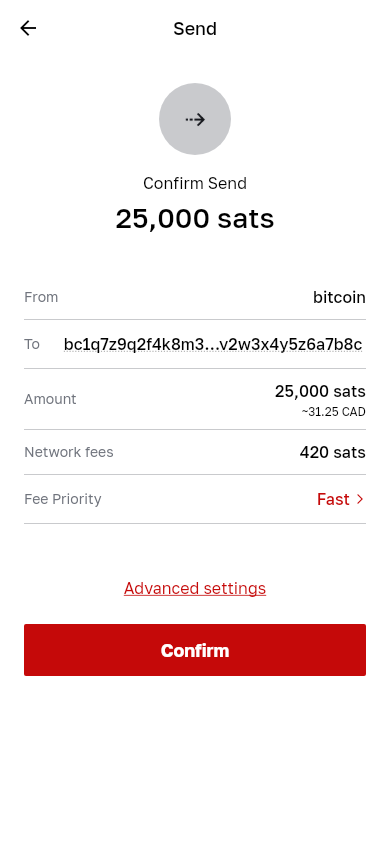 Send
Confirm Send
25,000 sats
From bitcoin
To bc1q7z9q2f4k8m3...v2w3x4y5z6a7b8c
Amount 25,000 sats
~31.25 CAD
Network fees 420 sats
Fee Priority Fast
Advanced settings
Confirm